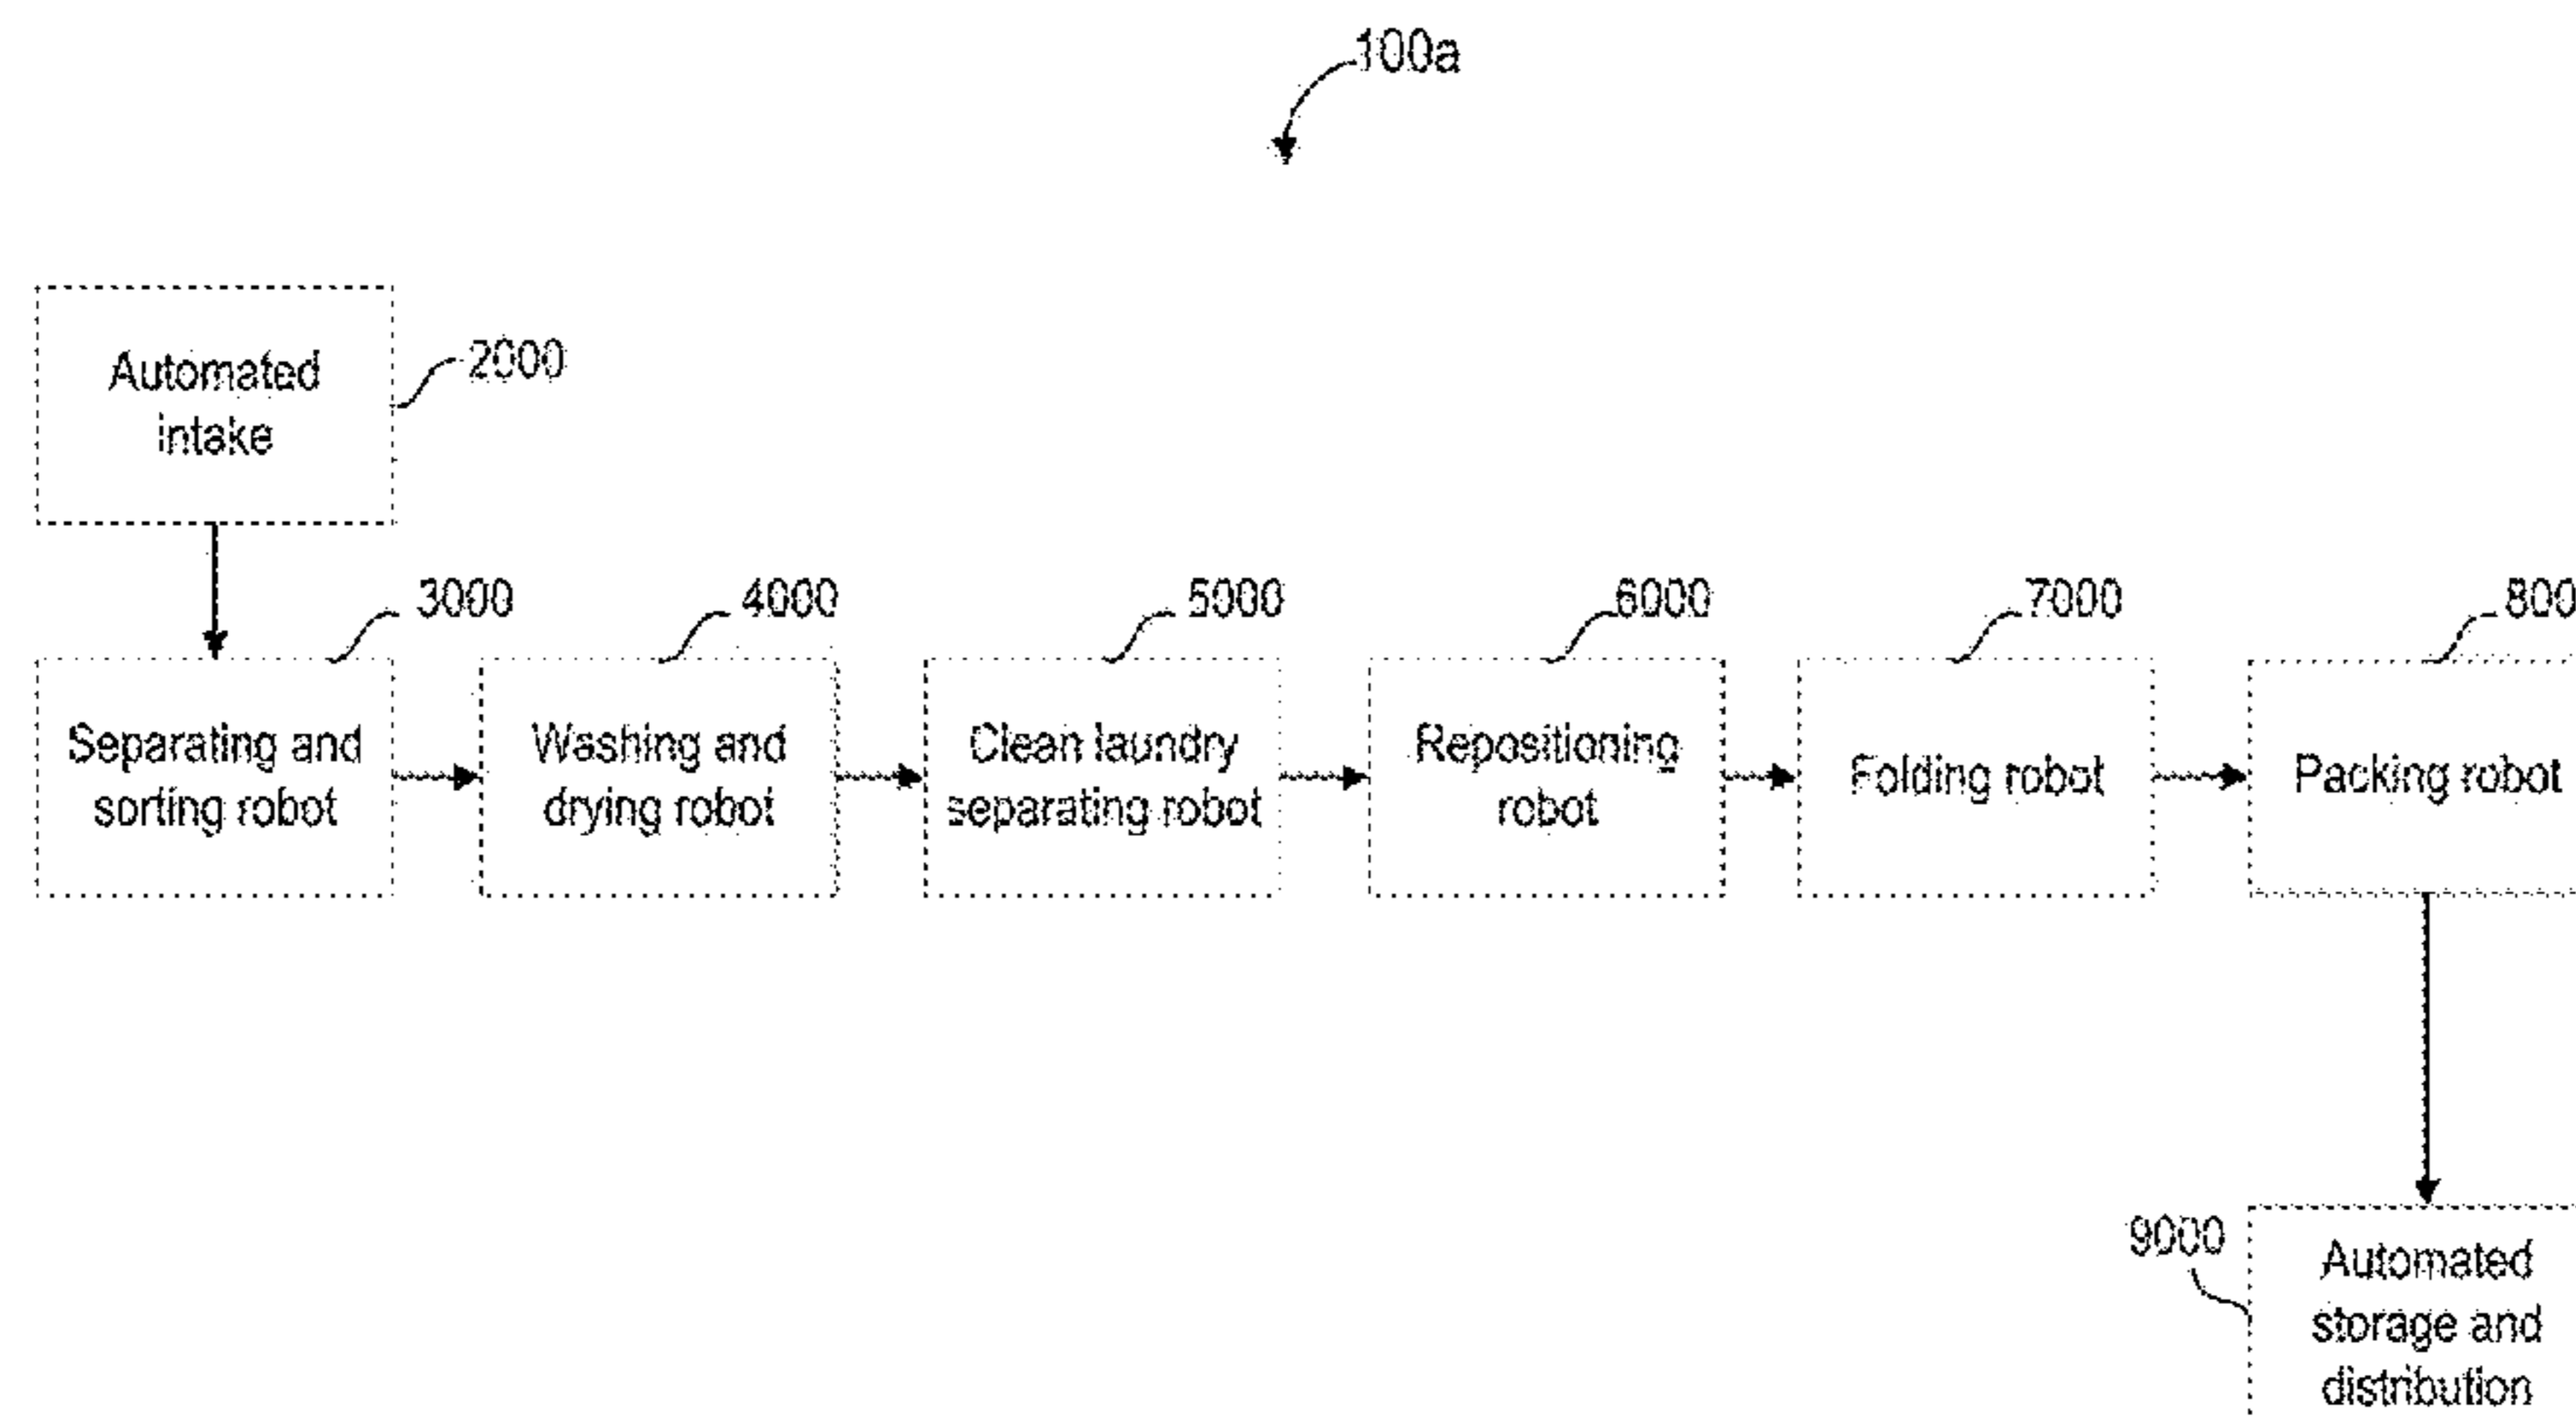 100a
Automated
intake
2000
3000
4000
5000
6000
7000
800
Separating and
sorting robot
Washing and
drying robot
Clean laundry
separating robot
Repositioning
robot
Folding robot
Packing robot
9000
Automated
storage and
distribution